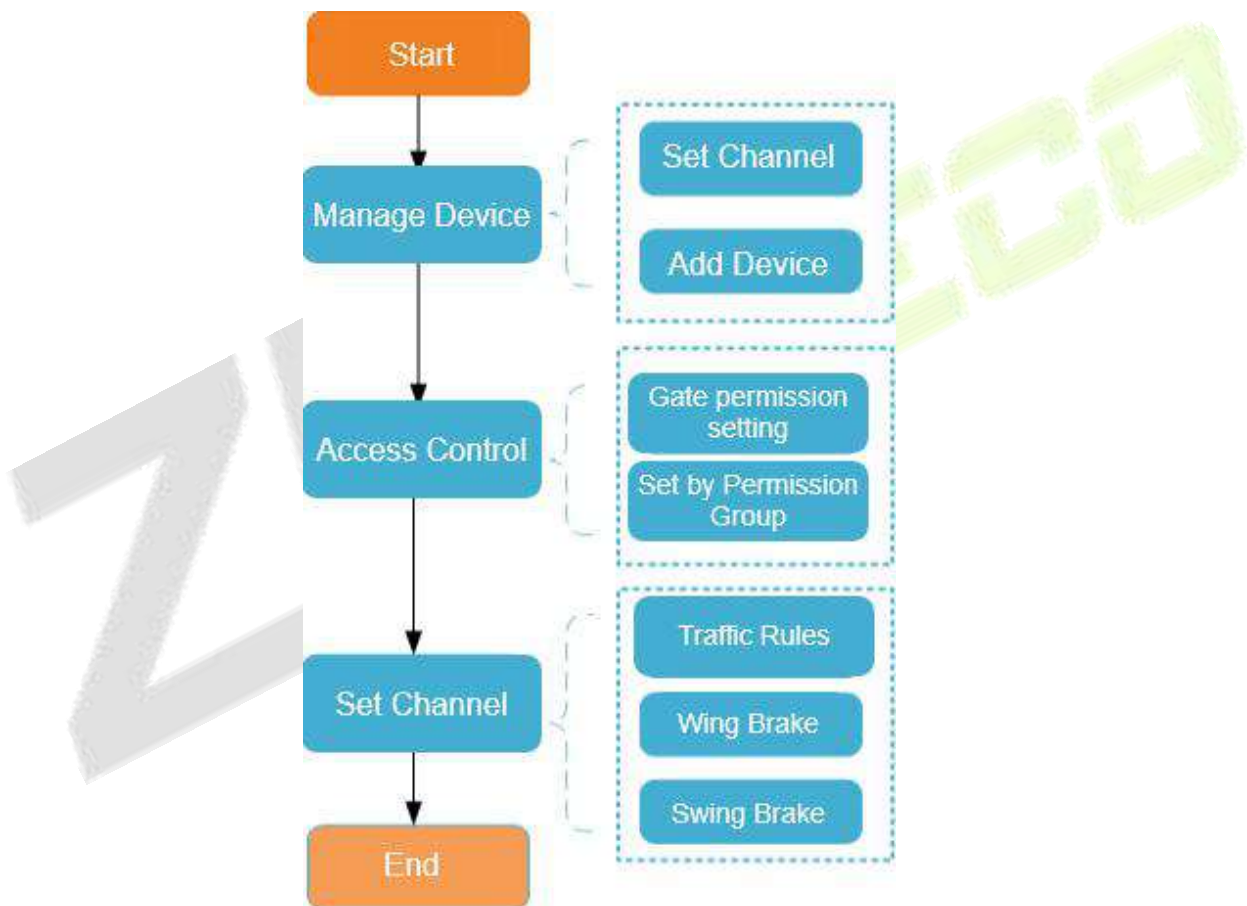 Start
Manage Device
Set Channel
Add Device
Access Control
Gate permission
setting
Set by Permission
Group
Set Channel
Traffic Rules
Wing Brake
Swing Brake
End